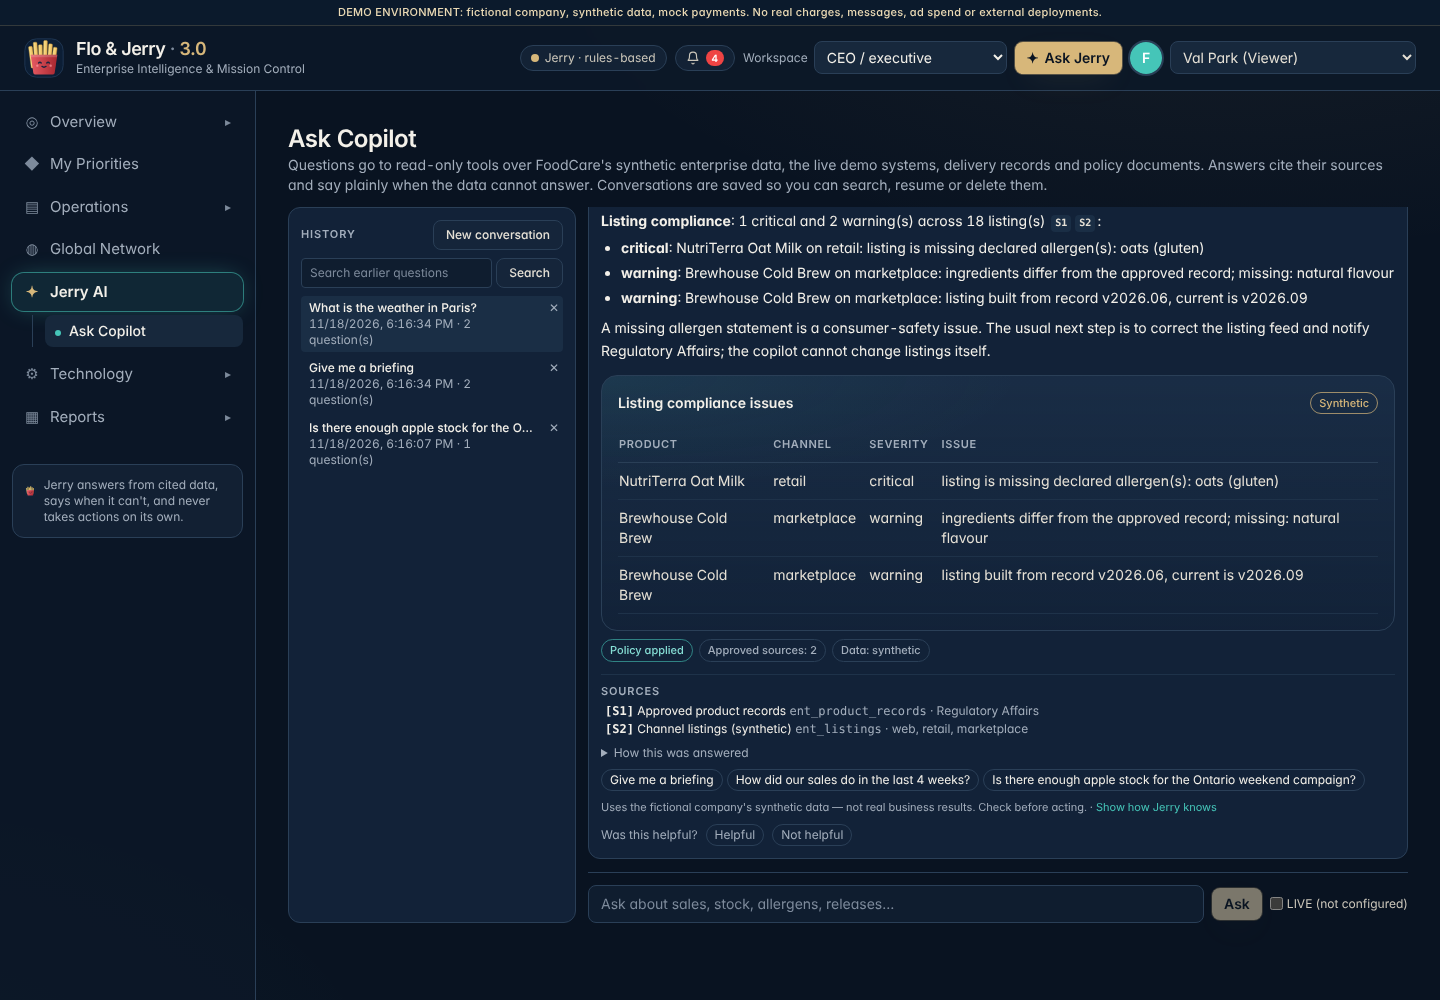 DEMO ENVIRONMENT: fictional company, synthetic data, mock payments. No real charges, messages, ad spend or external deployments.
Flo & Jerry · 3.0
Enterprise Intelligence & Mission Control
Jerry · rules-based
4
Workspace
CEO / executive
✦ Ask Jerry
F
Val Park (Viewer)
Overview
My Priorities
Operations
Global Network
Jerry AI
Ask Copilot
Technology
Reports
Jerry answers from cited data,
says when it can't, and never
takes actions on its own.
Ask Copilot
Questions go to read-only tools over FoodCare's synthetic enterprise data, the live demo systems, delivery records and policy documents. Answers cite their sources
and say plainly when the data cannot answer. Conversations are saved so you can search, resume or delete them.
HISTORY
New conversation
Search earlier questions
Search
What is the weather in Paris? ×
11/18/2026, 6:16:34 PM · 2
question(s)
Give me a briefing ×
11/18/2026, 6:16:34 PM · 2
question(s)
Is there enough apple stock for the O... ×
11/18/2026, 6:16:07 PM · 1
question(s)
Listing compliance: 1 critical and 2 warning(s) across 18 listing(s) S1 S2 :
• critical: NutriTerra Oat Milk on retail: listing is missing declared allergen(s): oats (gluten)
• warning: Brewhouse Cold Brew on marketplace: ingredients differ from the approved record; missing: natural flavour
• warning: Brewhouse Cold Brew on marketplace: listing built from record v2026.06, current is v2026.09
A missing allergen statement is a consumer-safety issue. The usual next step is to correct the listing feed and notify
Regulatory Affairs; the copilot cannot change listings itself.
Listing compliance issues
Synthetic
PRODUCT CHANNEL SEVERITY ISSUE
NutriTerra Oat Milk retail critical listing is missing declared allergen(s): oats (gluten)
Brewhouse Cold marketplace warning ingredients differ from the approved record; missing: natural
Brew flavour
Brewhouse Cold marketplace warning listing built from record v2026.06, current is v2026.09
Brew
Policy applied
Approved sources: 2
Data: synthetic
SOURCES
[S1] Approved product records ent_product_records · Regulatory Affairs
[S2] Channel listings (synthetic) ent_listings · web, retail, marketplace
▶ How this was answered
Give me a briefing
How did our sales do in the last 4 weeks?
Is there enough apple stock for the Ontario weekend campaign?
Uses the fictional company's synthetic data — not real business results. Check before acting. · Show how Jerry knows
Was this helpful? Helpful Not helpful
Ask about sales, stock, allergens, releases...
Ask
LIVE (not configured)